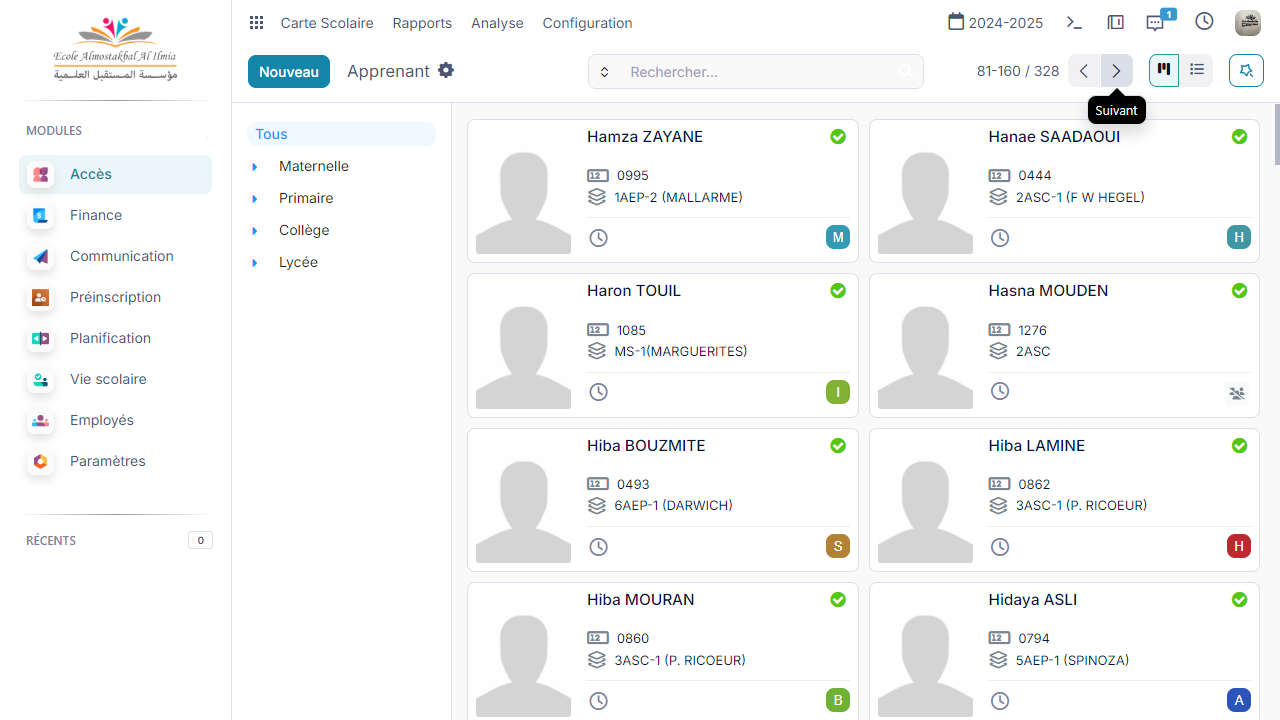 Ecole Almostakbal Al Ilmia
مؤسسة المستقبل العلمية
MODULES
Accès
Finance
Communication
Préinscription
Planification
Vie scolaire
Employés
Paramètres
RÉCENTS
0
Carte Scolaire
Rapports
Analyse
Configuration
2024-2025
1
Nouveau
Apprenant
Rechercher...
81-160 / 328
Suivant
Tous
Maternelle
Primaire
Collège
Lycée
Hamza ZAYANE
0995
1AEP-2 (MALLARME)
M
Hanae SAADAOUI
0444
2ASC-1 (F W HEGEL)
H
Haron TOUIL
1085
MS-1(MARGUERITES)
I
Hasna MOUDEN
1276
2ASC
Hiba BOUZMITE
0493
6AEP-1 (DARWICH)
S
Hiba LAMINE
0862
3ASC-1 (P. RICOEUR)
H
Hiba MOURAN
0860
3ASC-1 (P. RICOEUR)
B
Hidaya ASLI
0794
5AEP-1 (SPINOZA)
A